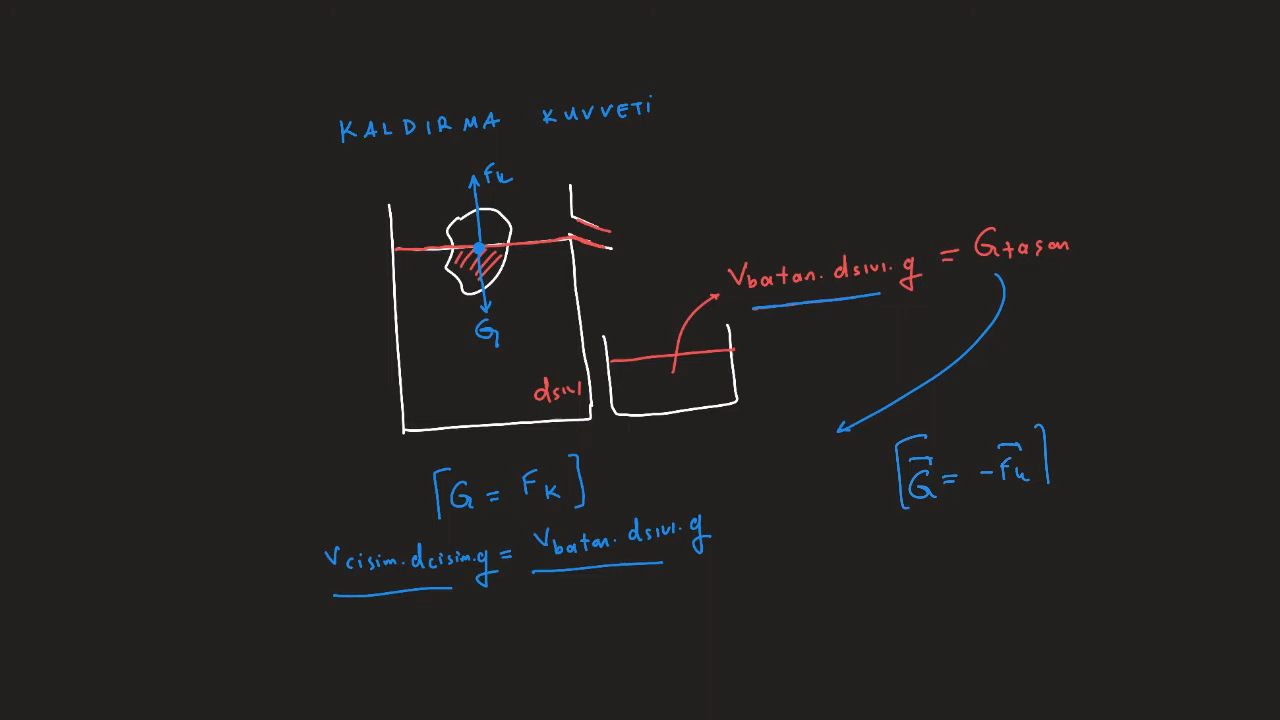 KALDIRMA KUVVETİ
Fk
G
dsıvı
Vbatan.dsıvı.g = Gtaşan
[G = FK]
[G = -Fk]
Vcisim.dcisim.g = Vbatan.dsıvı.g